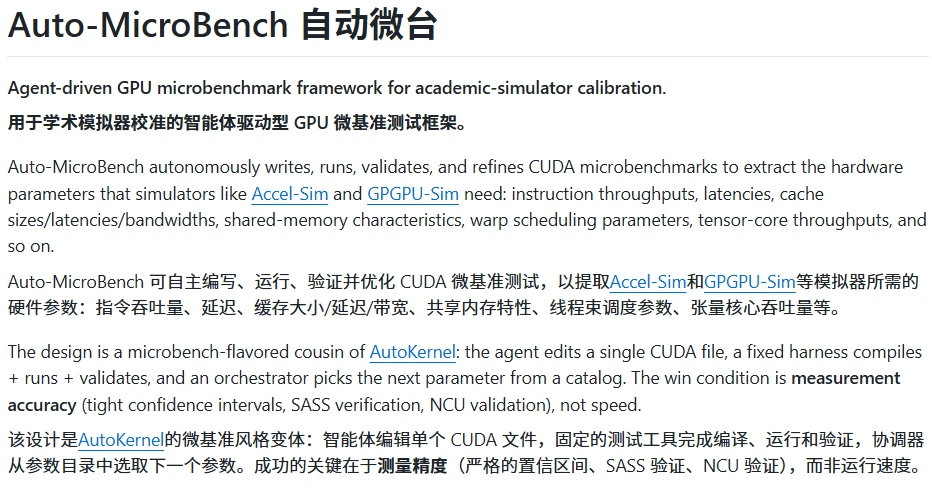 Auto-MicroBench 自动微台
Agent-driven GPU microbenchmark framework for academic-simulator calibration.
用于学术模拟器校准的智能体驱动型 GPU 微基准测试框架。
Auto-MicroBench autonomously writes, runs, validates, and refines CUDA microbenchmarks to extract the hardware
parameters that simulators like Accel-Sim and GPGPU-Sim need: instruction throughputs, latencies, cache
sizes/latencies/bandwidths, shared-memory characteristics, warp scheduling parameters, tensor-core throughputs, and
so on.
Auto-MicroBench 可自主编写、运行、验证并优化 CUDA 微基准测试，以提取Accel-Sim和GPGPU-Sim等模拟器所需的
硬件参数：指令吞吐量、延迟、缓存大小/延迟/带宽、共享内存特性、线程束调度参数、张量核心吞吐量等。
The design is a microbench-flavored cousin of AutoKernel: the agent edits a single CUDA file, a fixed harness compiles
+ runs + validates, and an orchestrator picks the next parameter from a catalog. The win condition is measurement
accuracy (tight confidence intervals, SASS verification, NCU validation), not speed.
该设计是AutoKernel的微基准风格变体：智能体编辑单个 CUDA 文件，固定的测试工具完成编译、运行和验证，协调器
从参数目录中选取下一个参数。成功的关键在于测量精度（严格的置信区间、SASS 验证、NCU 验证），而非运行速度。